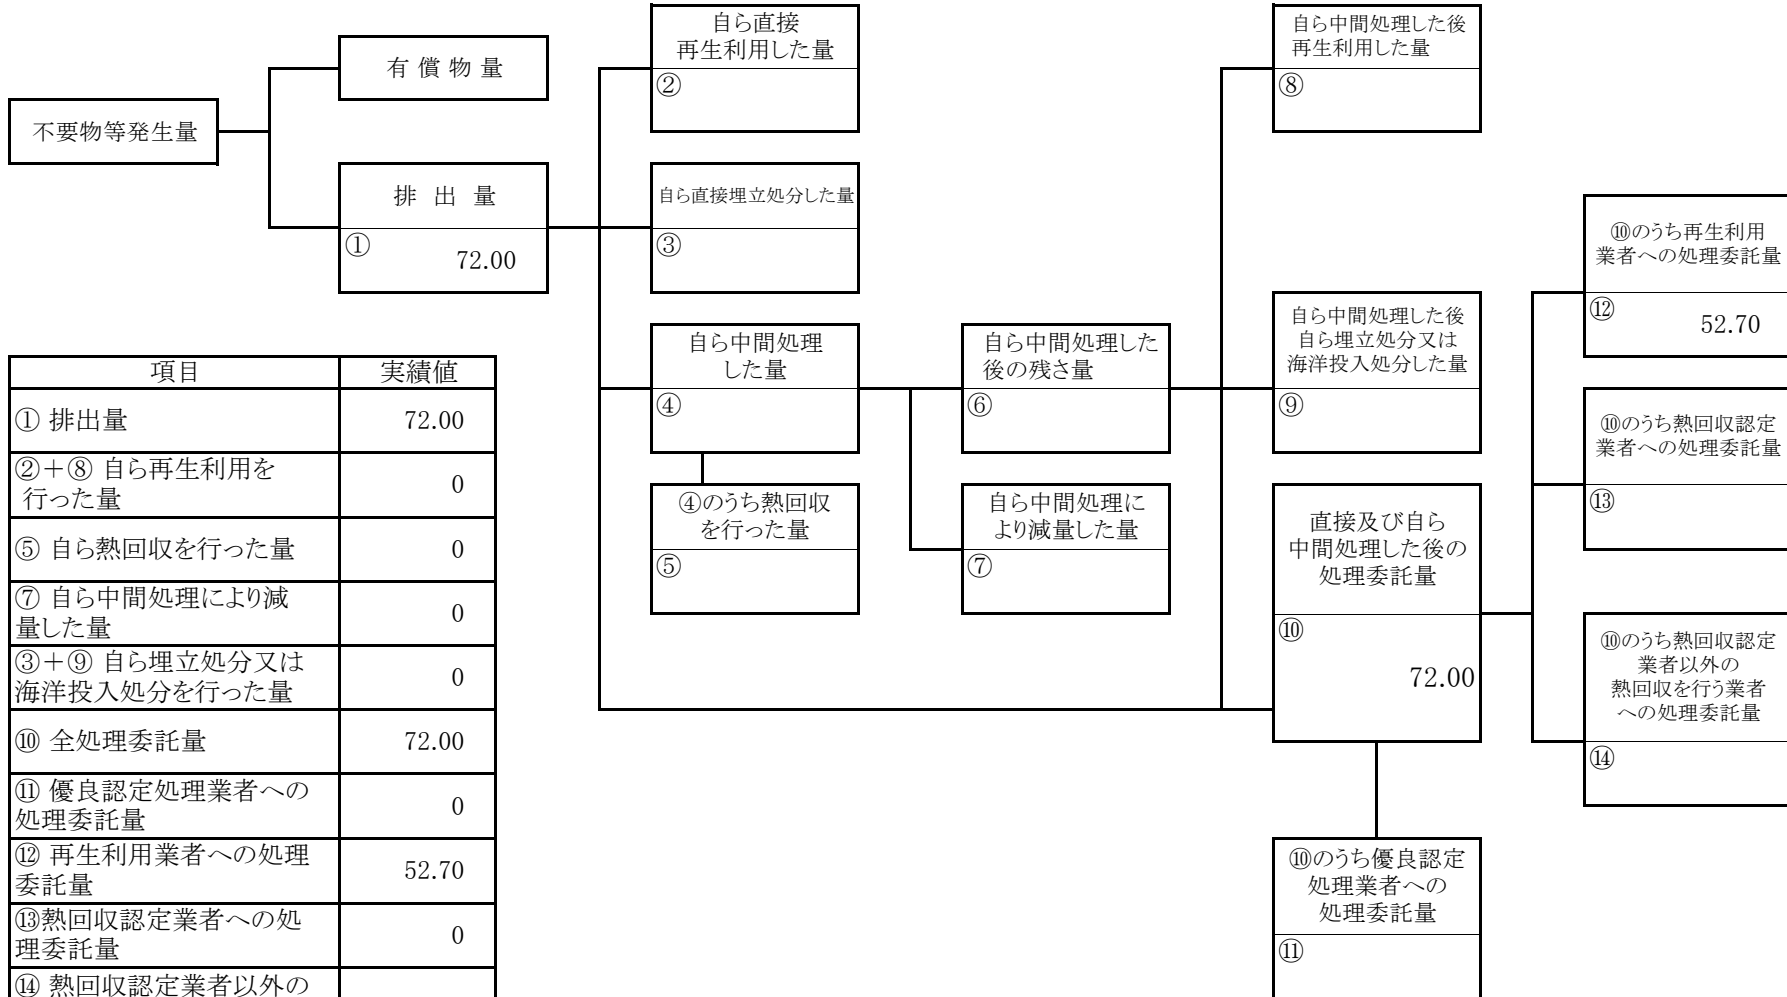 不要物等発生量
有 償 物 量
排 出 量
①
72.00
自ら直接
再生利用した量
②
自ら直接埋立処分した量
③
自ら中間処理
した量
④
④のうち熱回収
を行った量
⑤
自ら中間処理した
後の残さ量
⑥
自ら中間処理に
より減量した量
⑦
自ら中間処理した後
再生利用した量
⑧
自ら中間処理した後
自ら埋立処分又は
海洋投入処分した量
⑨
直接及び自ら
中間処理した後の
処理委託量
⑩
72.00
⑩のうち優良認定
処理業者への
処理委託量
⑪
⑩のうち再生利用
業者への処理委託量
⑫
52.70
⑩のうち熱回収認定
業者への処理委託量
⑬
⑩のうち熱回収認定
業者以外の
熱回収を行う業者
への処理委託量
⑭
項目 実績値
① 排出量 72.00
②＋⑧ 自ら再生利用を
行った量 0
⑤ 自ら熱回収を行った量 0
⑦ 自ら中間処理により減
量した量 0
③＋⑨ 自ら埋立処分又は
海洋投入処分を行った量 0
⑩ 全処理委託量 72.00
⑪ 優良認定処理業者への
処理委託量 0
⑫ 再生利用業者への処理
委託量 52.70
⑬熱回収認定業者への処
理委託量 0
⑭ 熱回収認定業者以外の